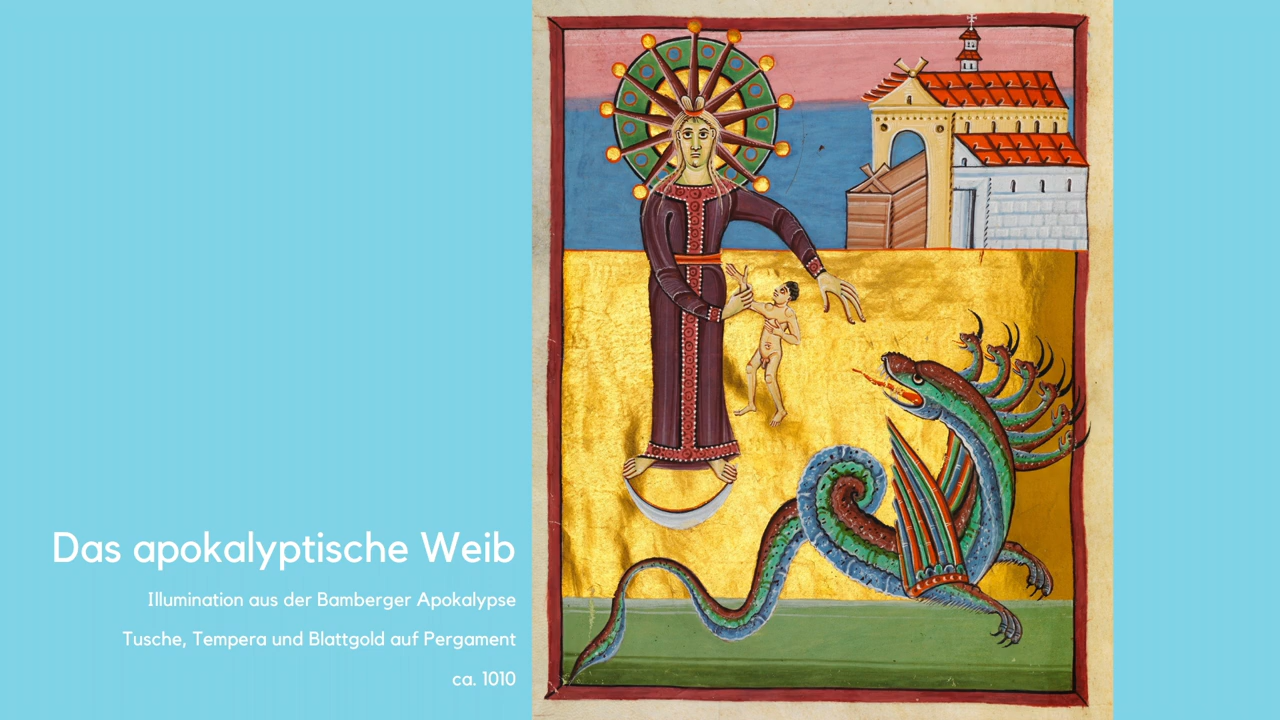 Das apokalyptische Weib
Illumination aus der Bamberger Apokalypse
Tusche, Tempera und Blattgold auf Pergament
ca. 1010